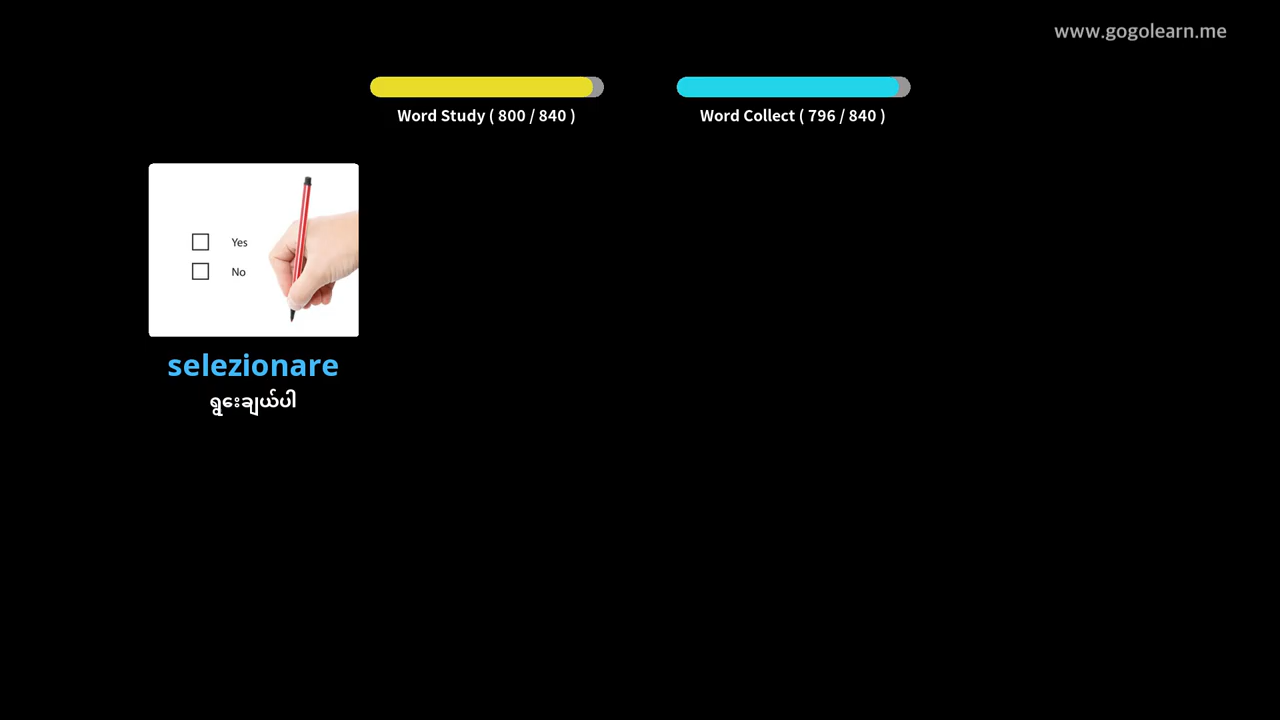 www.gogolearn.me
Word Study ( 800 / 840 )
Word Collect ( 796 / 840 )
Yes
No
selezionare
ရွေးချယ်ပါ